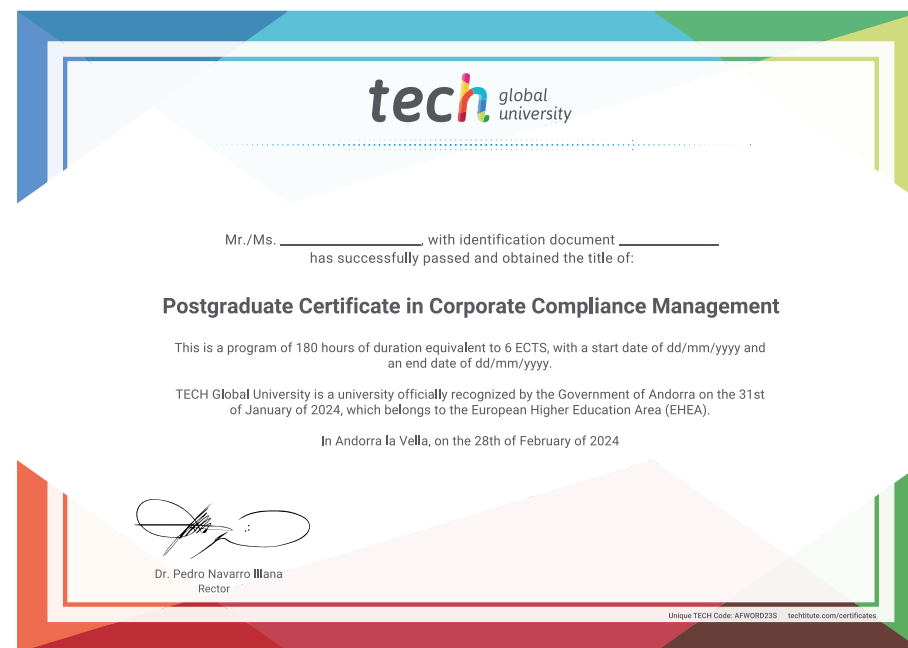 tech global university
Mr./Ms. ____________________, with identification document ______________
has successfully passed and obtained the title of:
Postgraduate Certificate in Corporate Compliance Management
This is a program of 180 hours of duration equivalent to 6 ECTS, with a start date of dd/mm/yyyy and
an end date of dd/mm/yyyy.
TECH Global University is a university officially recognized by the Government of Andorra on the 31st
of January of 2024, which belongs to the European Higher Education Area (EHEA).
In Andorra la Vella, on the 28th of February of 2024
Dr. Pedro Navarro Illana
Rector
Unique TECH Code: AFWORD23S techtitute.com/certificates